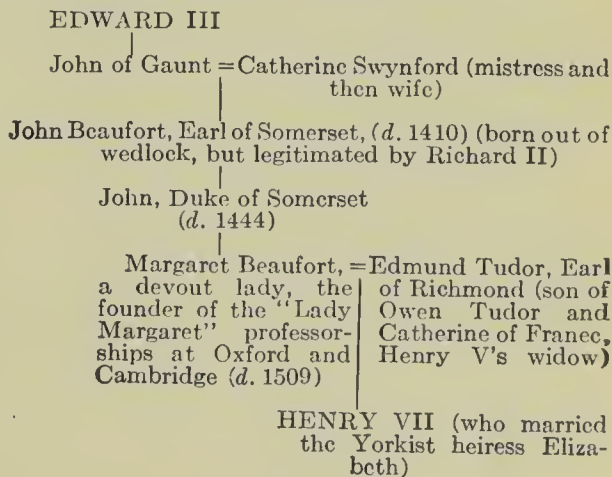 EDWARD III
John of Gaunt = Catherine Swynford (mistress and
then wife)
John Beaufort, Earl of Somerset, (d. 1410) (born out of
wedlock, but legitimated by Richard II)
John, Duke of Somerset
(d. 1444)
Margaret Beaufort, = Edmund Tudor, Earl
a devout lady, the of Richmond (son of
founder of the "Lady Owen Tudor and
Margaret" professor- Catherine of France,
ships at Oxford and Henry V's widow)
Cambridge (d. 1509)
HENRY VII (who married
the Yorkist heiress Eliza-
beth)